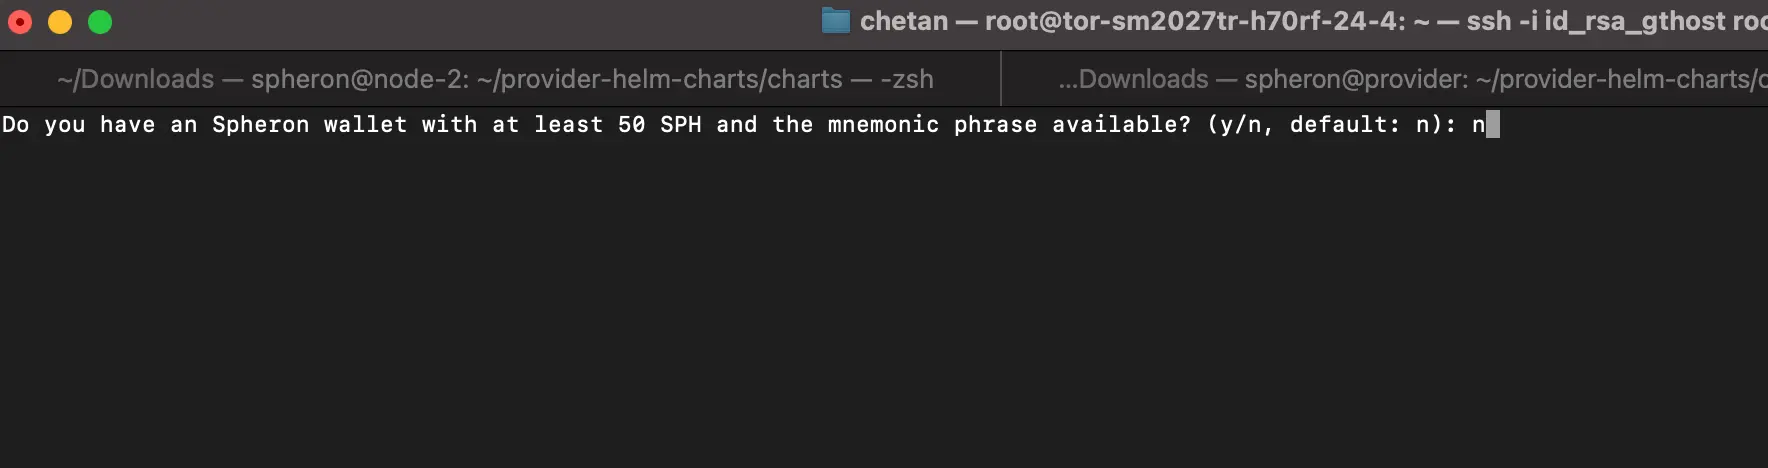 chetan — root@tor-sm2027tr-h70rf-24-4: ~ — ssh -i id_rsa_gthost roo
~/Downloads — spheron@node-2: ~/provider-helm-charts/charts — -zsh
...Downloads — spheron@provider: ~/provider-helm-charts/c
Do you have an Spheron wallet with at least 50 SPH and the mnemonic phrase available? (y/n, default: n): n